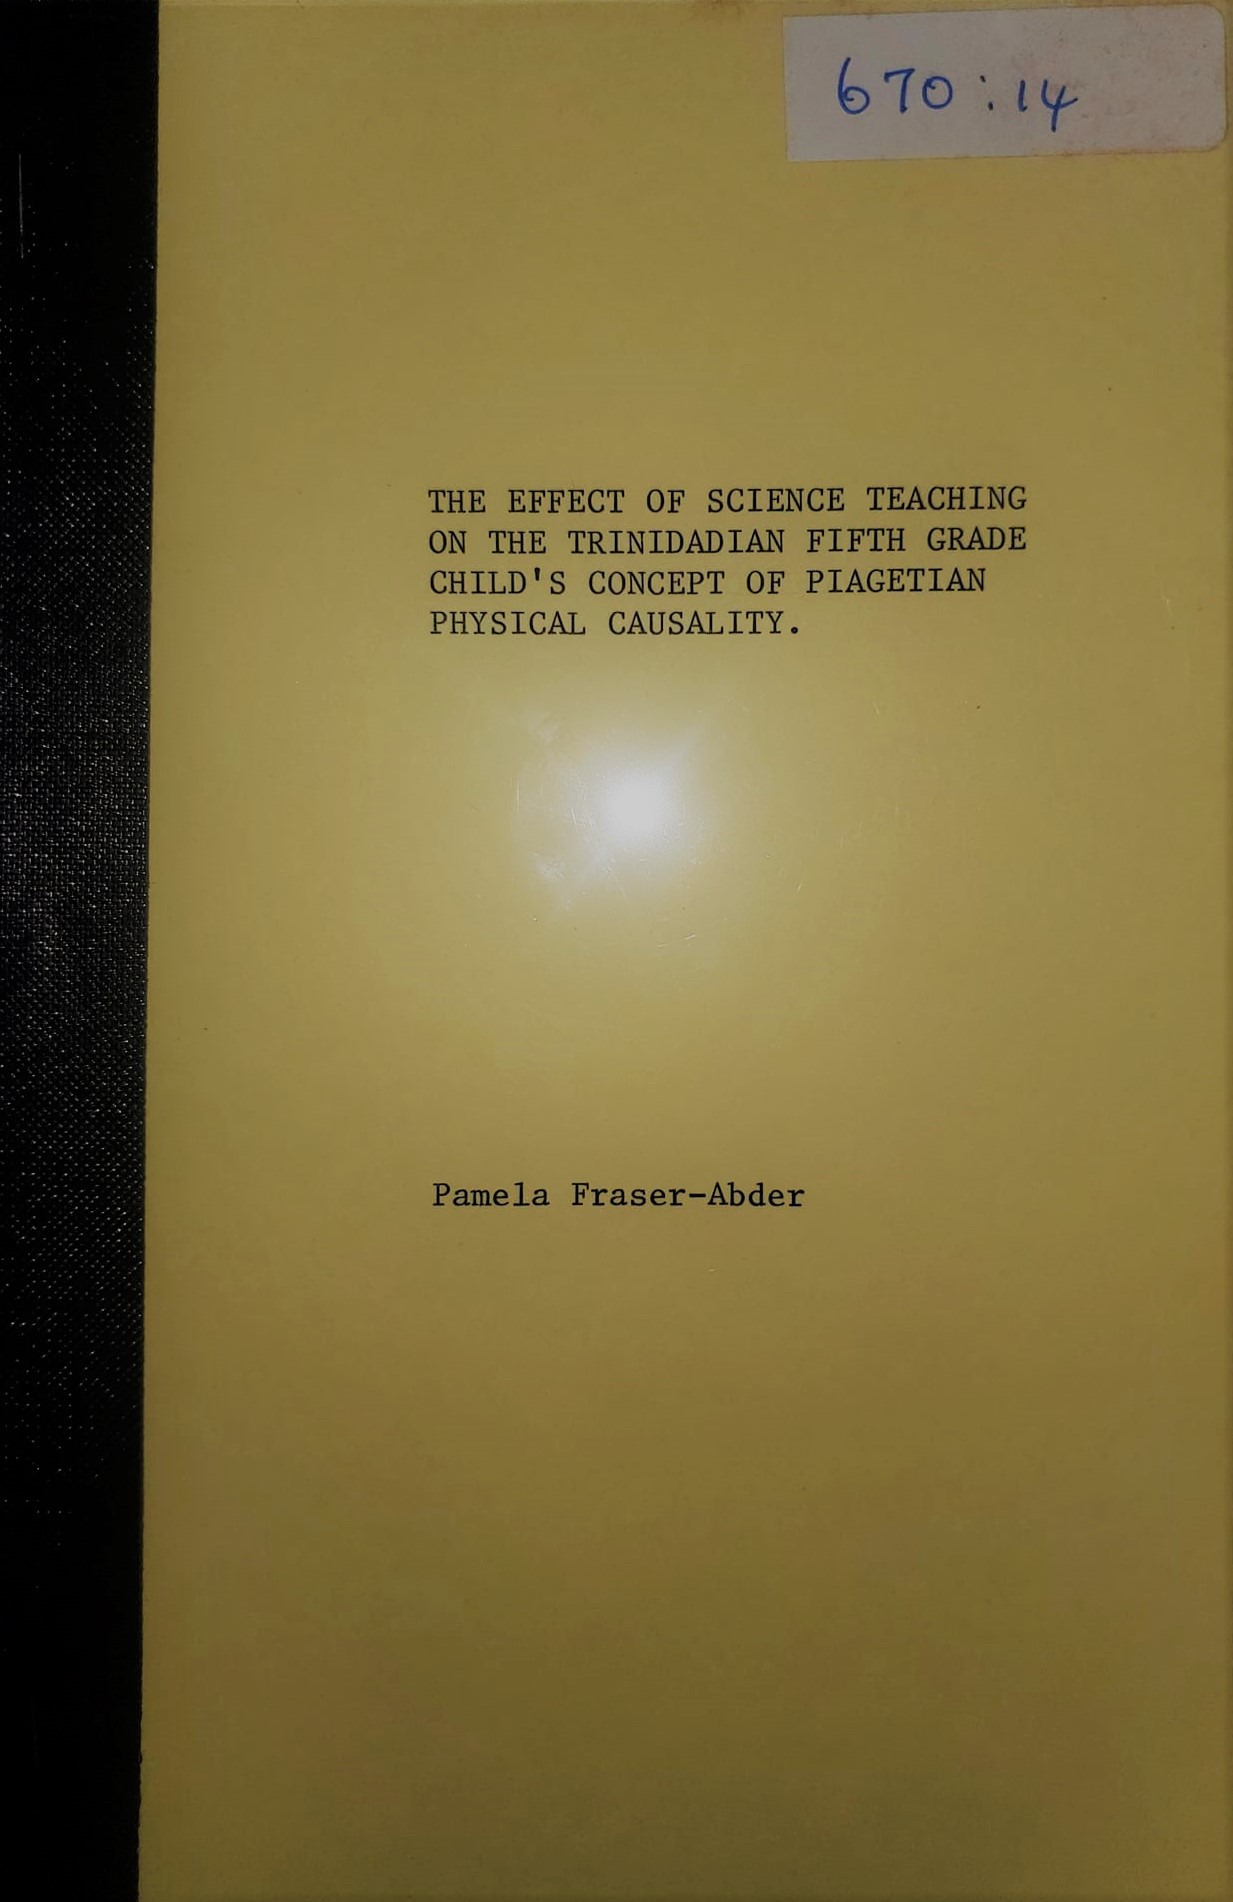 670:14
THE EFFECT OF SCIENCE TEACHING
ON THE TRINIDADIAN FIFTH GRADE
CHILD'S CONCEPT OF PIAGETIAN
PHYSICAL CAUSALITY.
Pamela Fraser-Abder